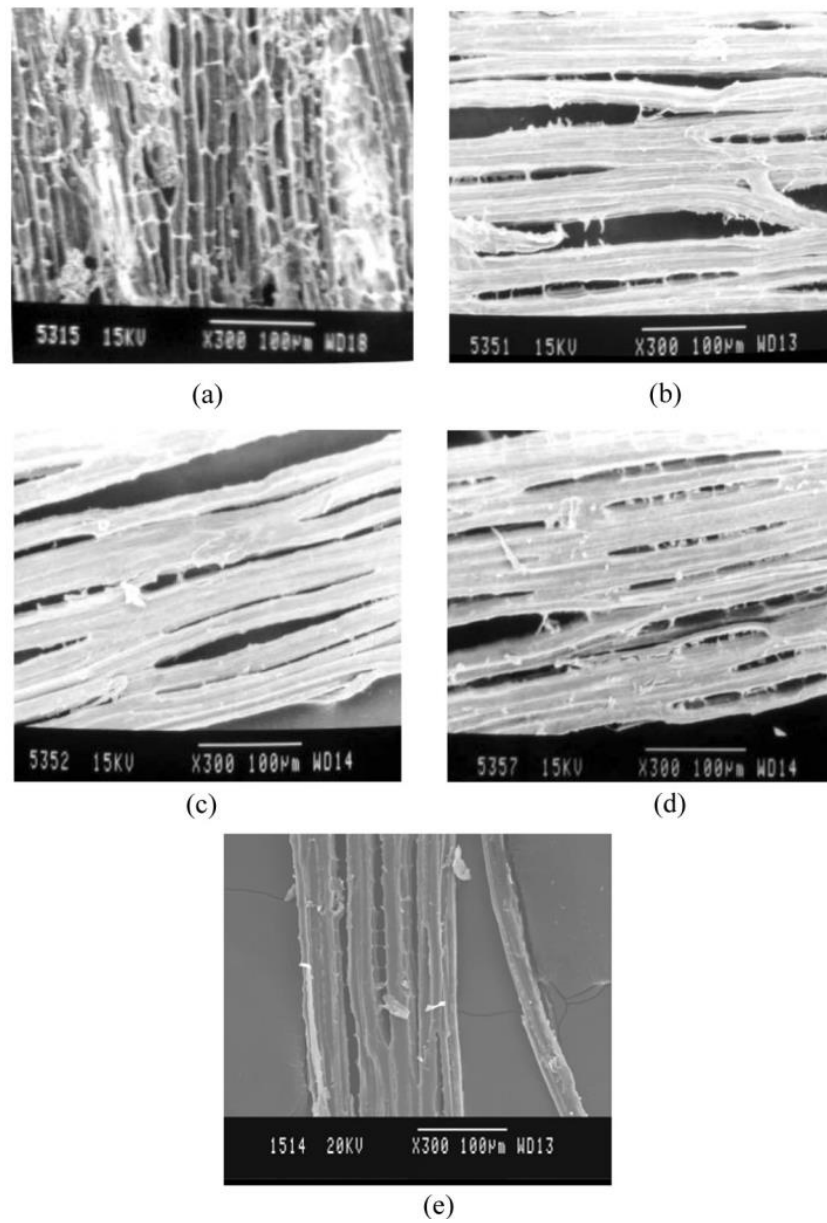 5315 15KV X300 100µm WD18
(a)
5351 15KV X300 100µm WD13
(b)
5352 15KV X300 100µm WD14
(c)
5357 15KV X300 100µm WD14
(d)
1514 20KV X300 100µm WD13
(e)